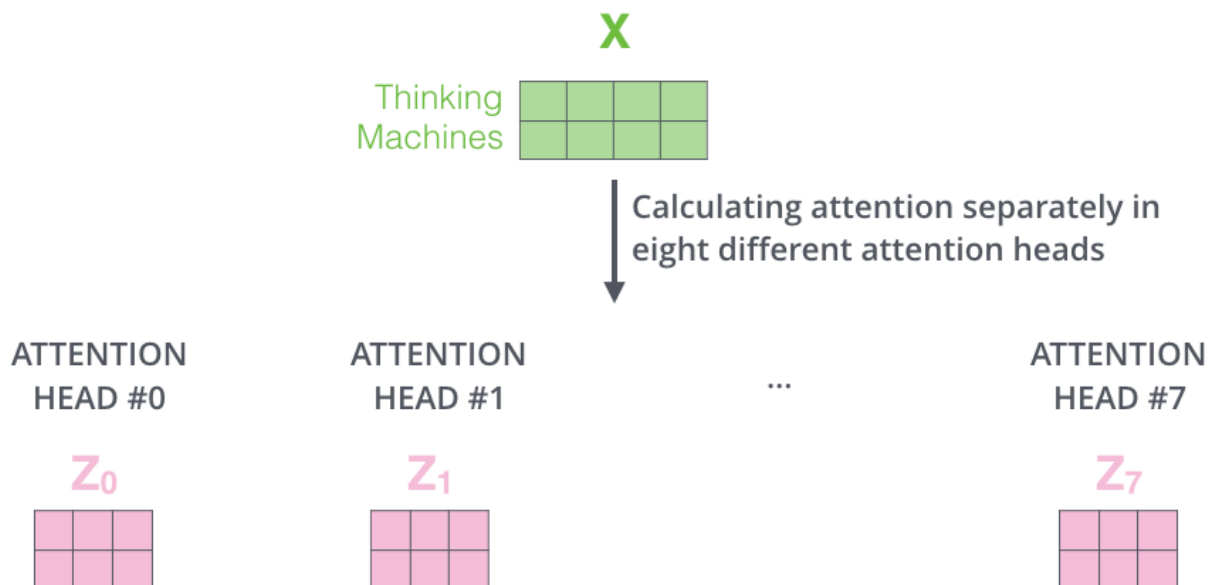 X
Thinking
Machines
Calculating attention separately in
eight different attention heads
ATTENTION
HEAD #0
ATTENTION
HEAD #1
...
ATTENTION
HEAD #7
Z0
Z1
Z7